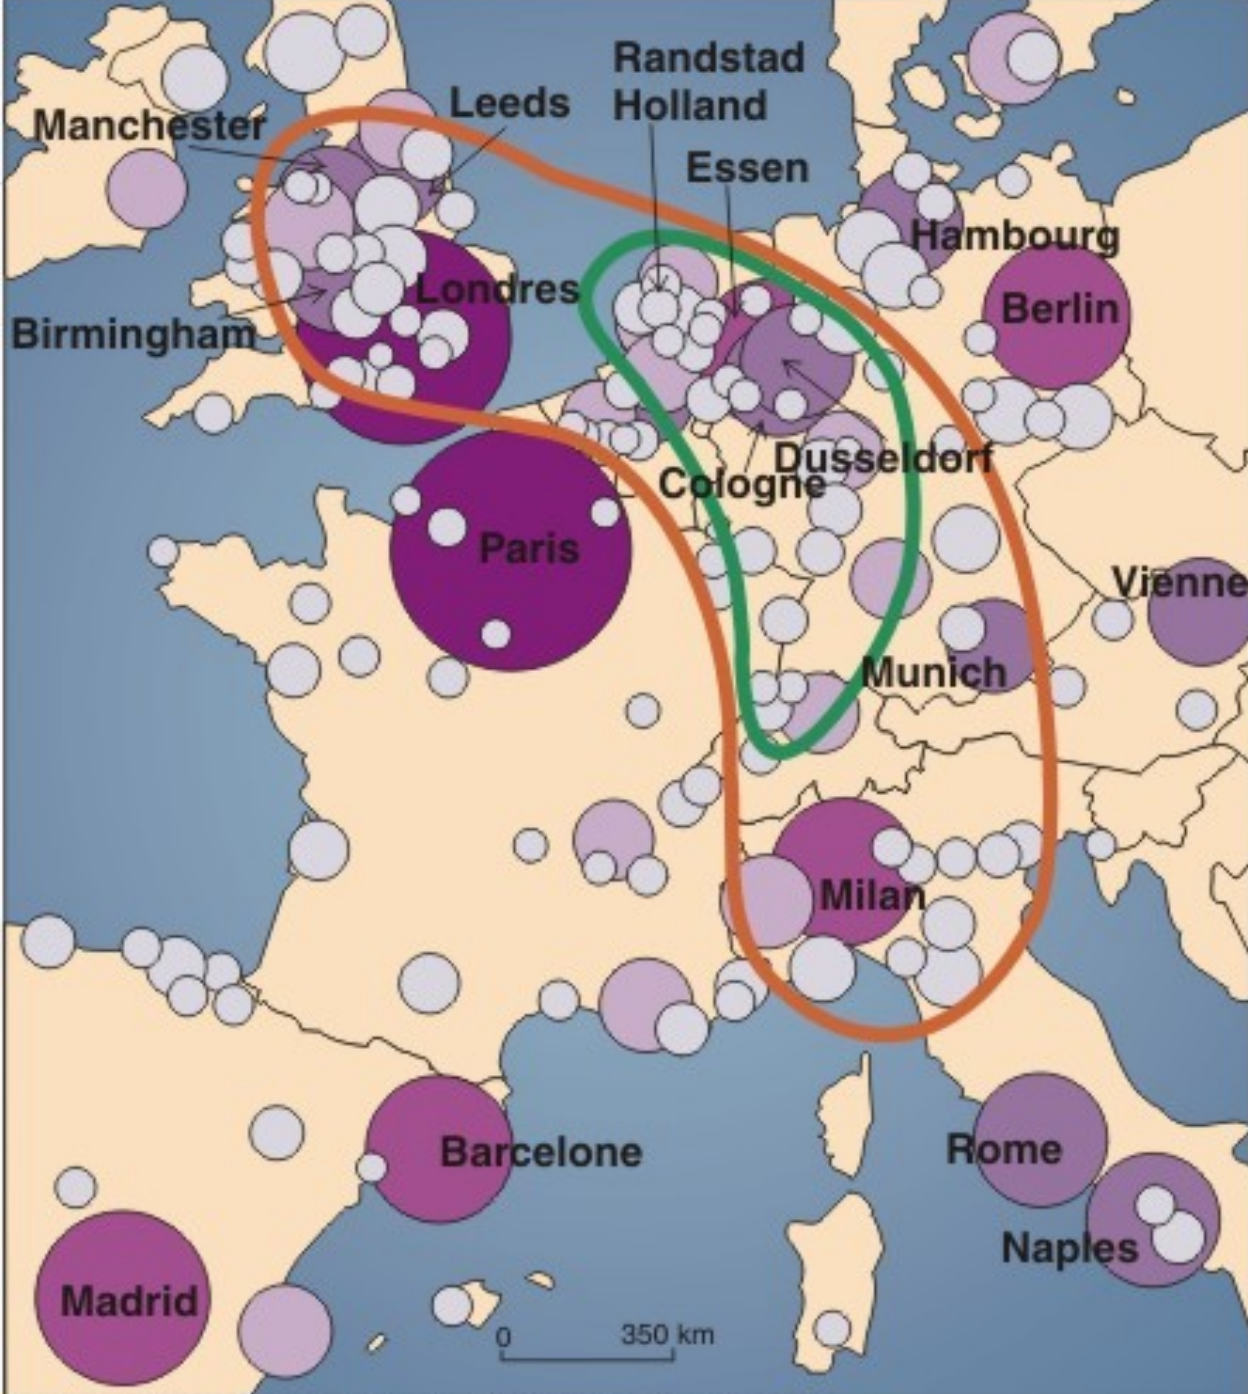 Randstad
Holland
Leeds
Manchester
Essen
Hambourg
Londres
Berlin
Birmingham
Dusseldorf
Cologne
Paris
Vienne
Munich
Milan
Barcelone
Rome
Naples
Madrid
0 350 km